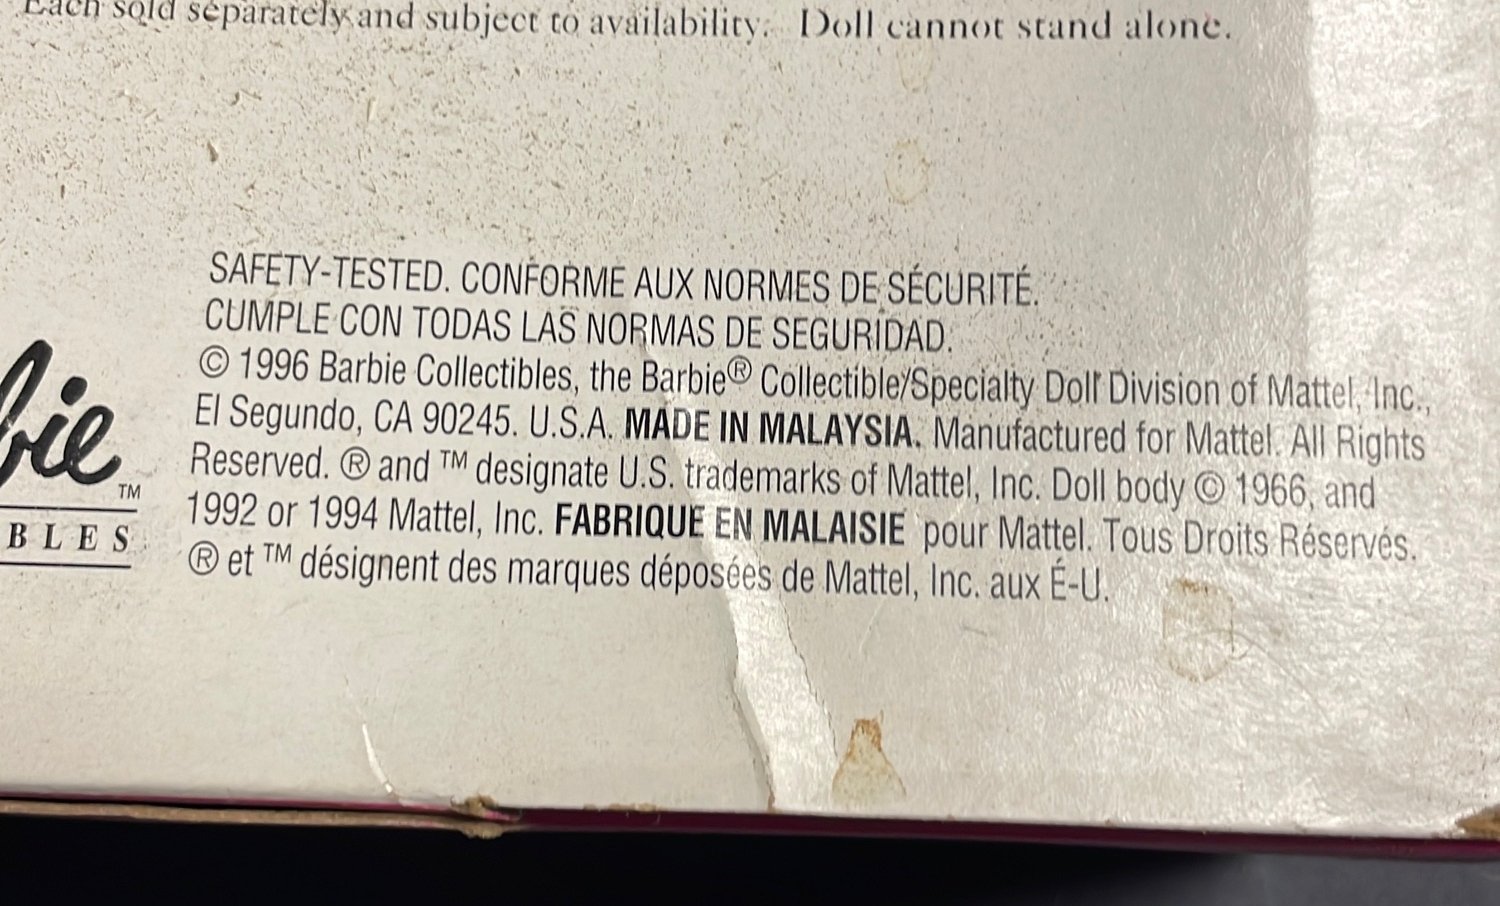 Each sold separately and subject to availability. Doll cannot stand alone.
SAFETY-TESTED. CONFORME AUX NORMES DE SÉCURITÉ.
CUMPLE CON TODAS LAS NORMAS DE SEGURIDAD.
© 1996 Barbie Collectibles, the Barbie® Collectible/Specialty Doll Division of Mattel, Inc.,
El Segundo, CA 90245. U.S.A. MADE IN MALAYSIA. Manufactured for Mattel. All Rights
Reserved. ® and ™ designate U.S. trademarks of Mattel, Inc. Doll body © 1966, and
1992 or 1994 Mattel, Inc. FABRIQUE EN MALAISIE pour Mattel. Tous Droits Réservés.
® et ™ désignent des marques déposées de Mattel, Inc. aux É-U.
bie™
BLES